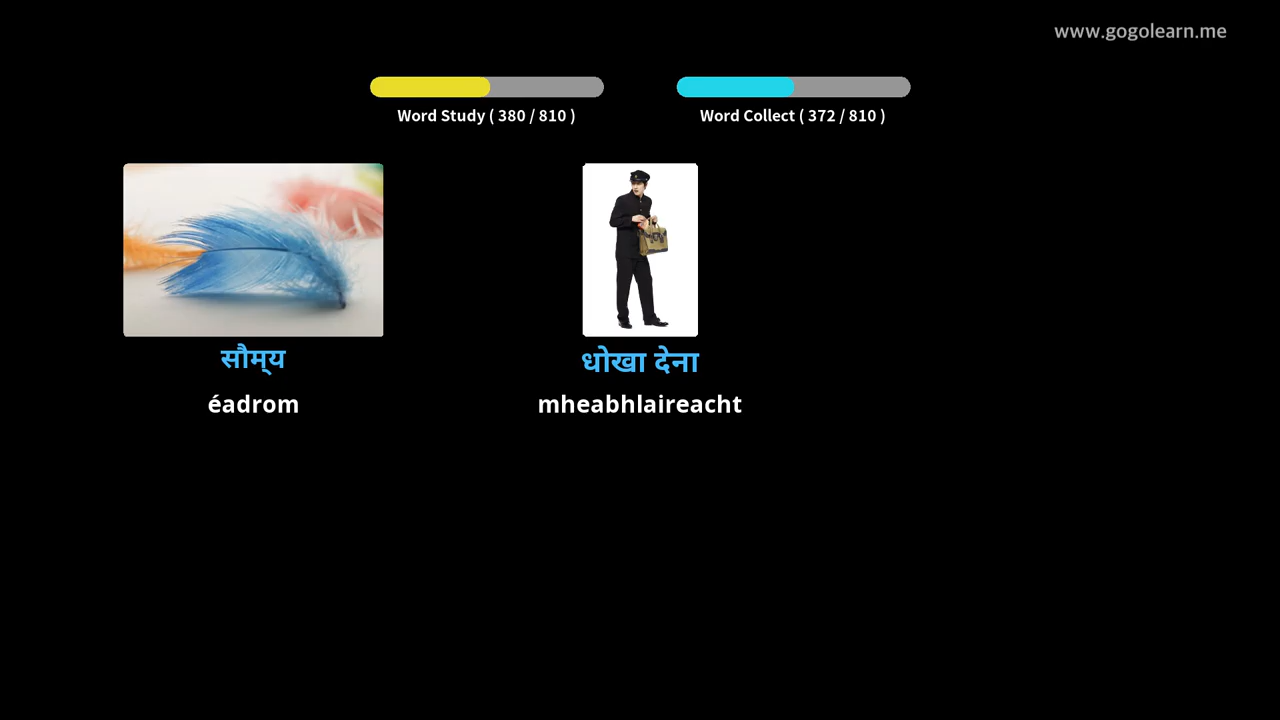 www.gogolearn.me
Word Study ( 380 / 810 )
Word Collect ( 372 / 810 )
सौम्‍य
éadrom
धोखा देना
mheabhlaireacht